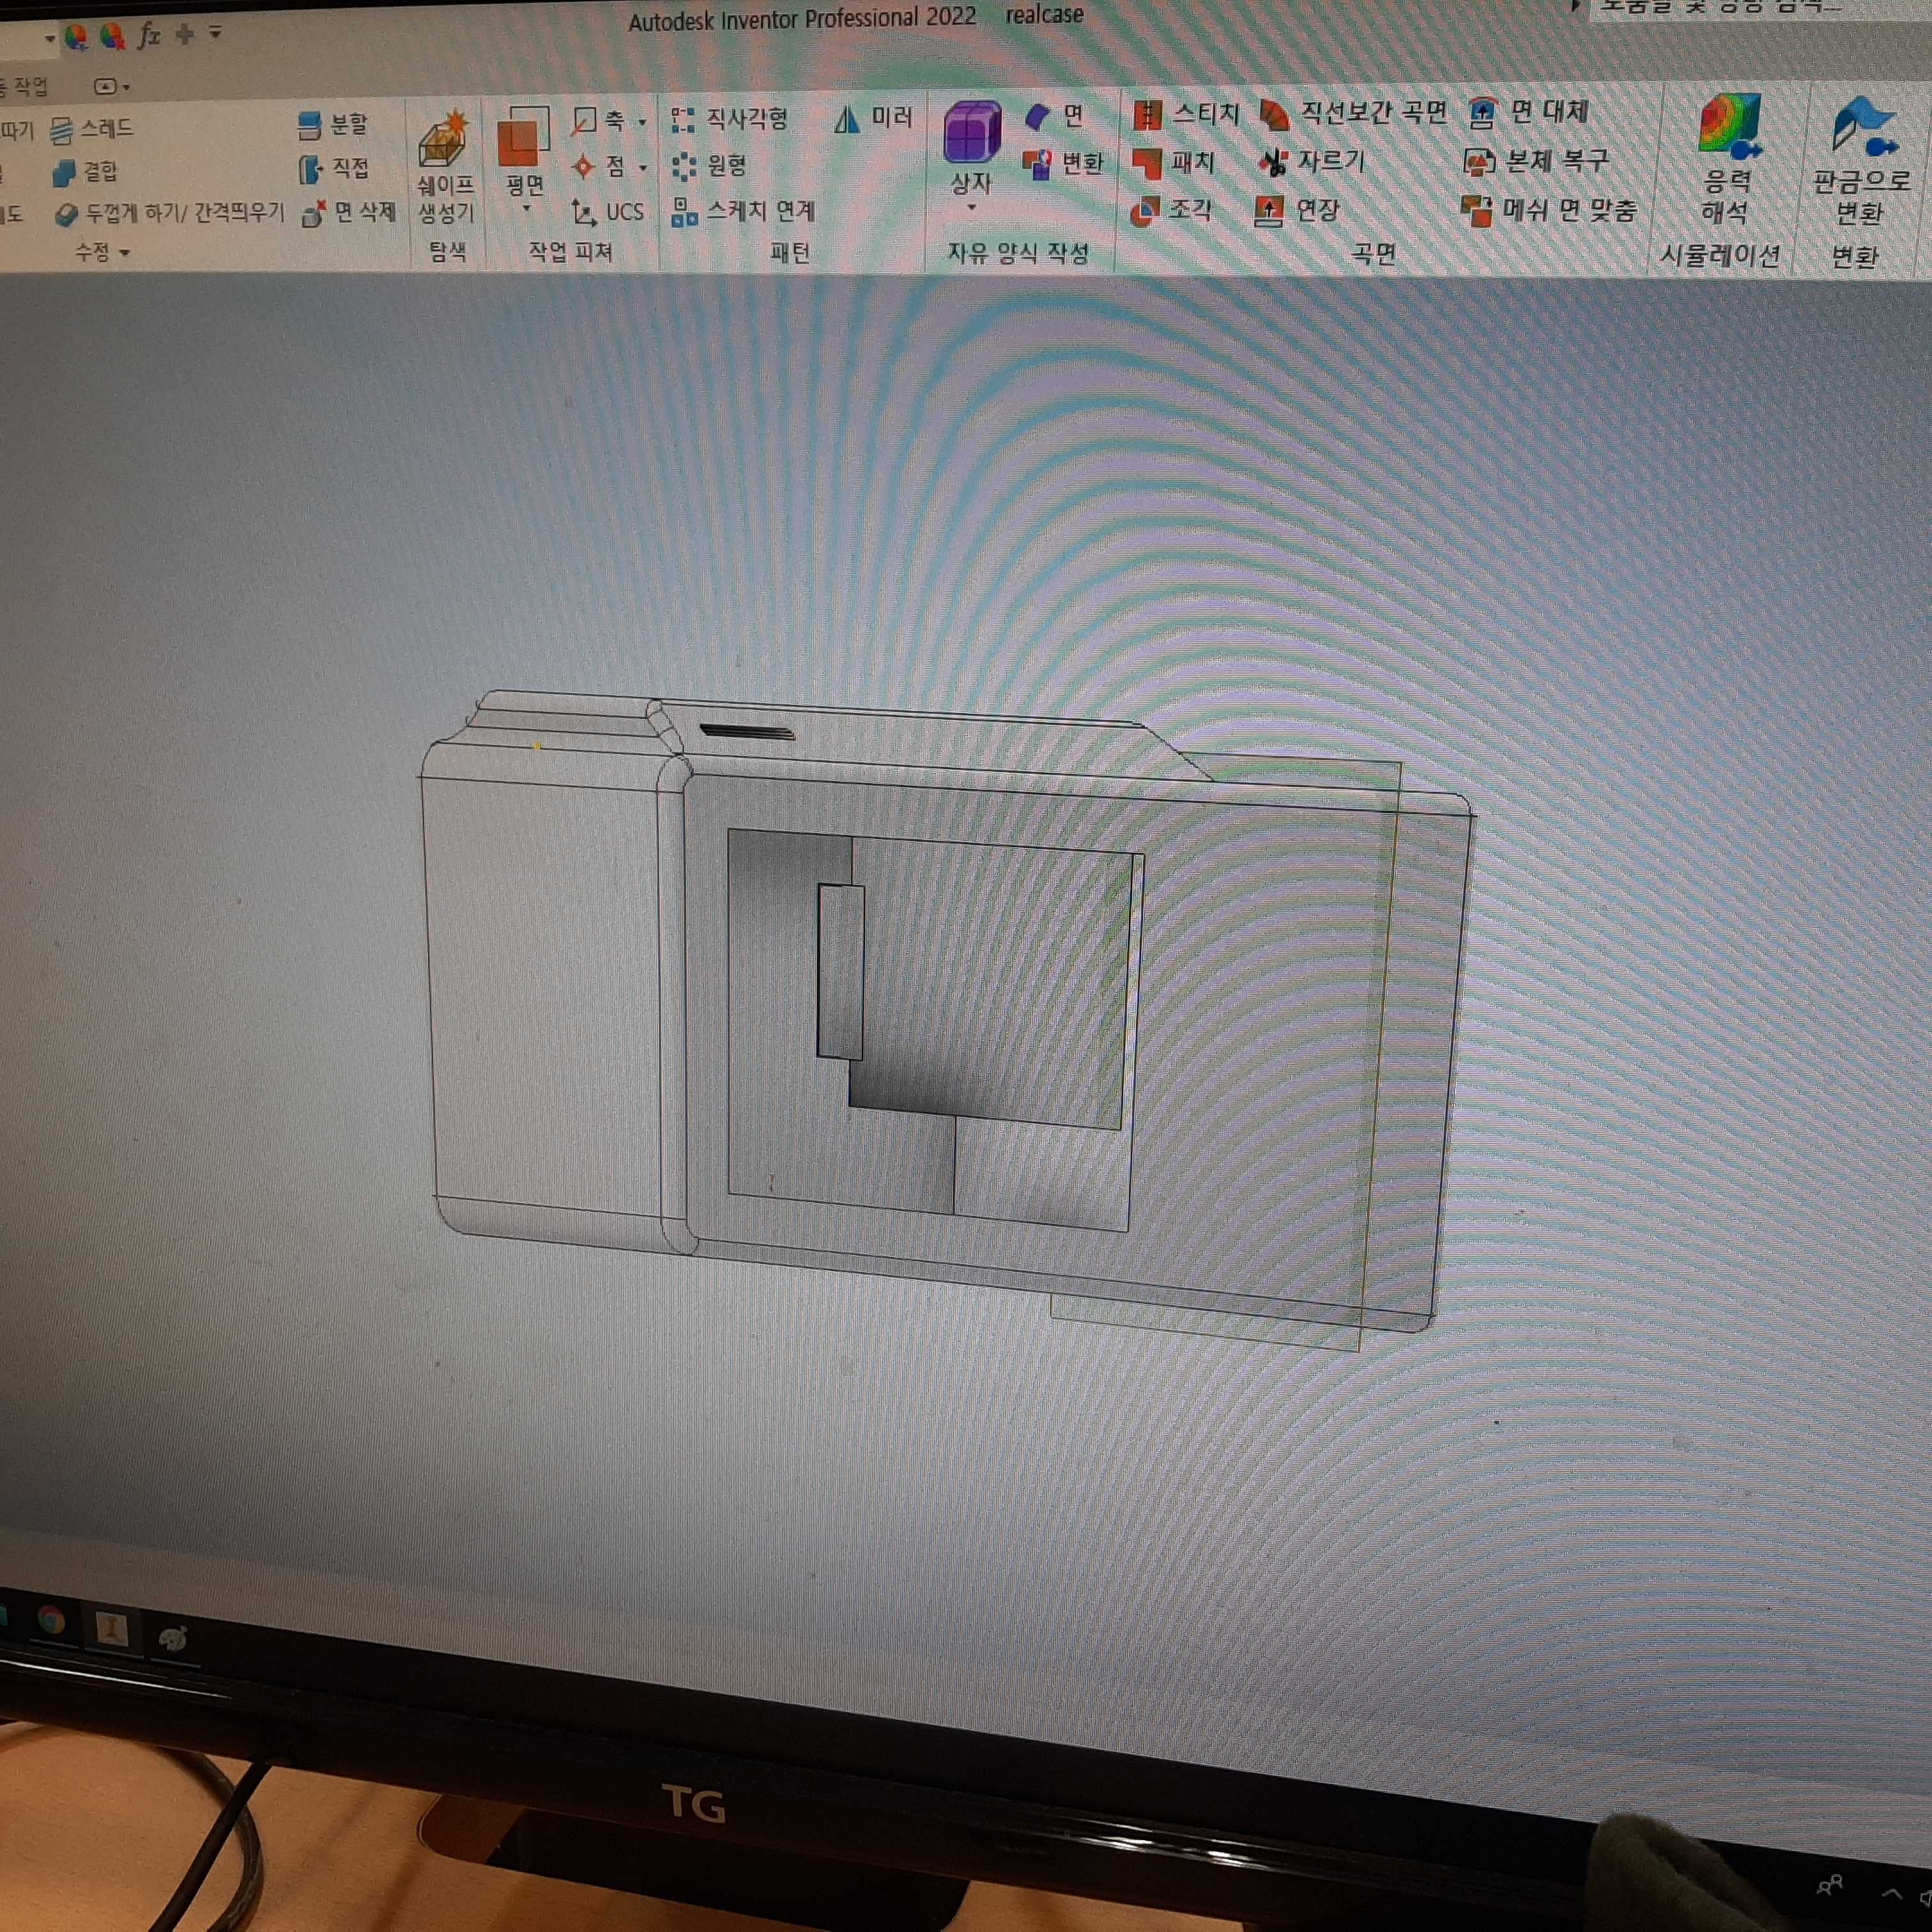 Autodesk Inventor Professional 2022 realcase
fx
작업
따기 스레드 분할 축 직사각형 미러 면 스티치 직선보간 곡면 면 대체
결합 직접 점 원형 변환 패치 자르기 본체 복구
두껍게 하기/ 간격띄우기 면 삭제 쉐이프 생성기 평면 UCS 스케치 연계 상자 조각 연장 메쉬 면 맞춤 응력 해석 판금으로 변환
수정 탐색 작업 피쳐 패턴 자유 양식 작성 곡면 시뮬레이션 변환
TG